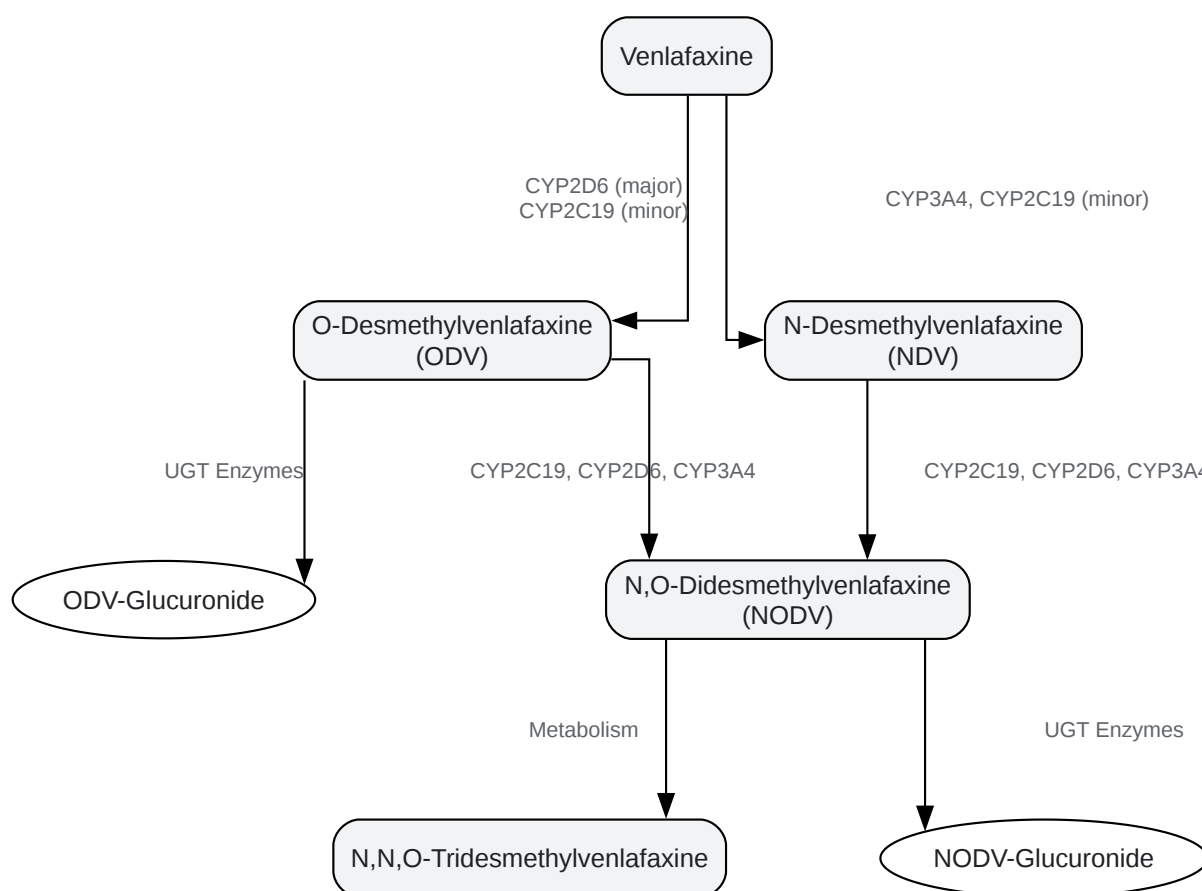 Venlafaxine
CYP2D6 (major)
CYP2C19 (minor)
CYP3A4, CYP2C19 (minor)
O-Desmethylvenlafaxine
(ODV)
N-Desmethylvenlafaxine
(NDV)
UGT Enzymes
CYP2C19, CYP2D6, CYP3A4
CYP2C19, CYP2D6, CYP3A4
ODV-Glucuronide
N,O-Didesmethylvenlafaxine
(NODV)
Metabolism
UGT Enzymes
N,N,O-Tridesmethylvenlafaxine
NODV-Glucuronide